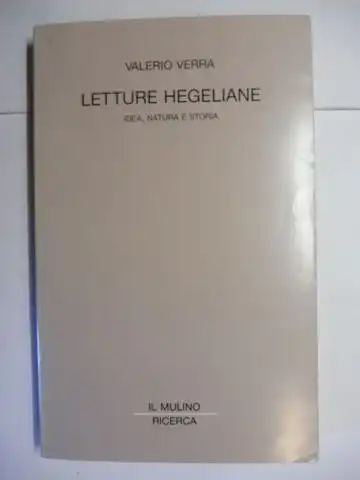 VALERIO VERRA
LETTURE HEGELIANE
IDEA, NATURA E STORIA
IL MULINO
RICERCA